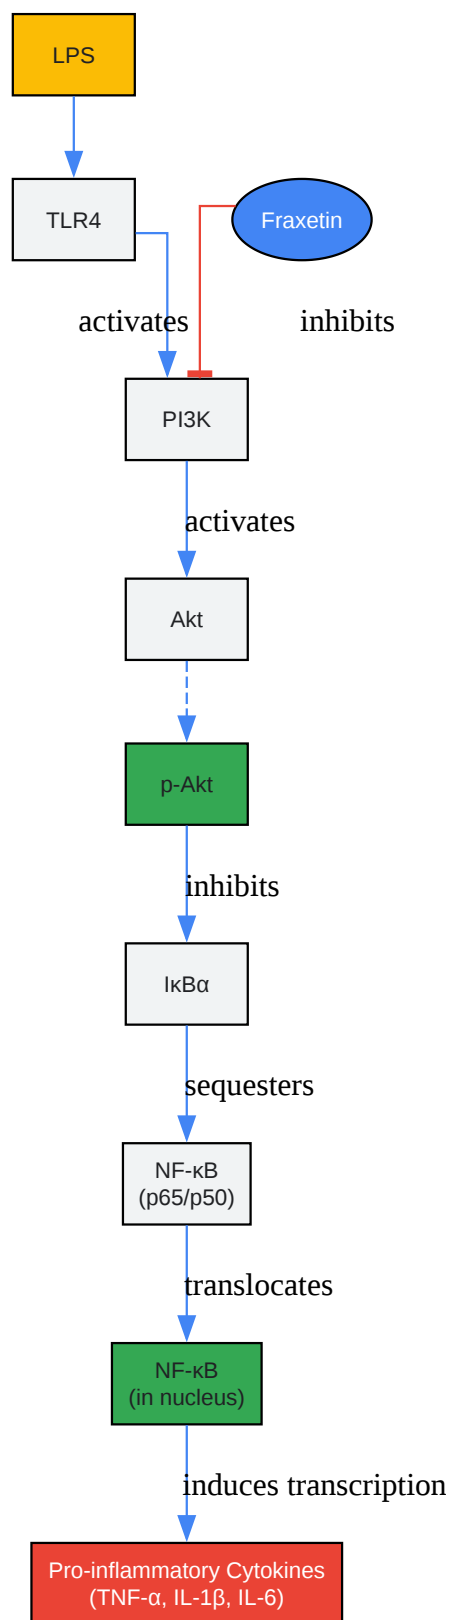 LPS
TLR4
Fraxetin
activates
inhibits
PI3K
activates
Akt
p-Akt
inhibits
IκBα
sequesters
NF-κB
(p65/p50)
translocates
NF-κB
(in nucleus)
induces transcription
Pro-inflammatory Cytokines
(TNF-α, IL-1β, IL-6)